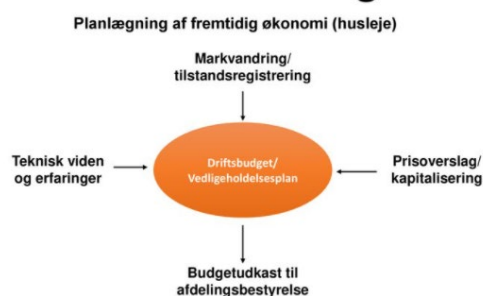 Planlægning af fremtidig økonomi (husleje)
Markvandring/
tilstandsregistrering
Teknisk viden
og erfaringer
Driftsbudget/
Vedligeholdelsesplan
Prisoverslag/
kapitalisering
Budgetudkast til
afdelingsbestyrelse